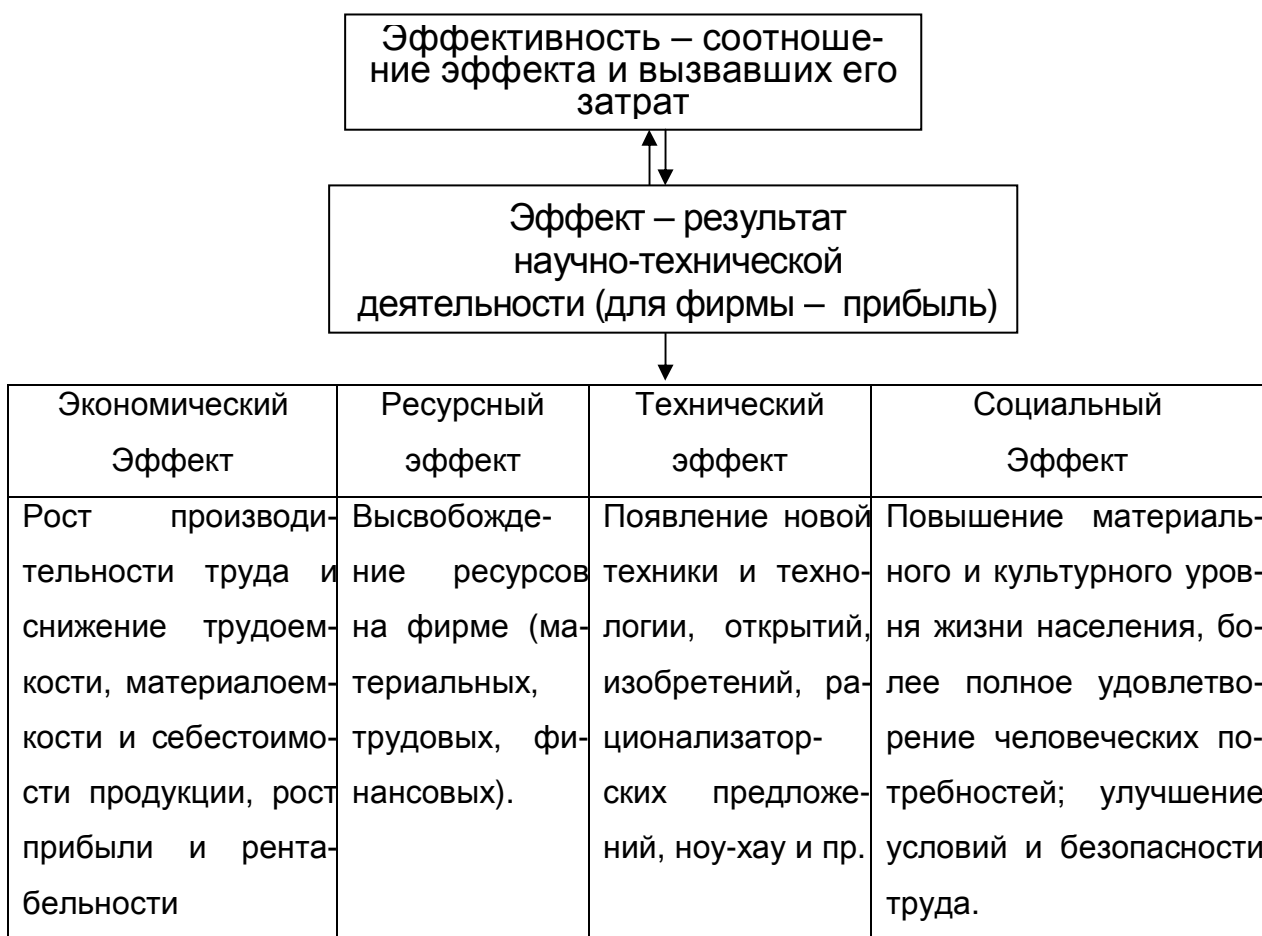 Эффективность – соотноше-
ние эффекта и вызвавших его
затрат
Эффект – результат
научно-технической
деятельности (для фирмы – прибыль)
Экономический
Эффект
Ресурсный
эффект
Технический
эффект
Социальный
Эффект
Рост производи-
тельности труда и
снижение трудоем-
кости, материалоем-
кости и себестоимо-
сти продукции, рост
прибыли и рента-
бельности
Высвобожде-
ние ресурсов
на фирме (ма-
териальных,
трудовых, фи-
нансовых).
Появление новой
техники и техно-
логии, открытий,
изобретений, ра-
ционализатор-
ских предложе-
ний, ноу-хау и пр.
Повышение материаль-
ного и культурного уров-
ня жизни населения, бо-
лее полное удовлетво-
рение человеческих по-
требностей; улучшение
условий и безопасности
труда.